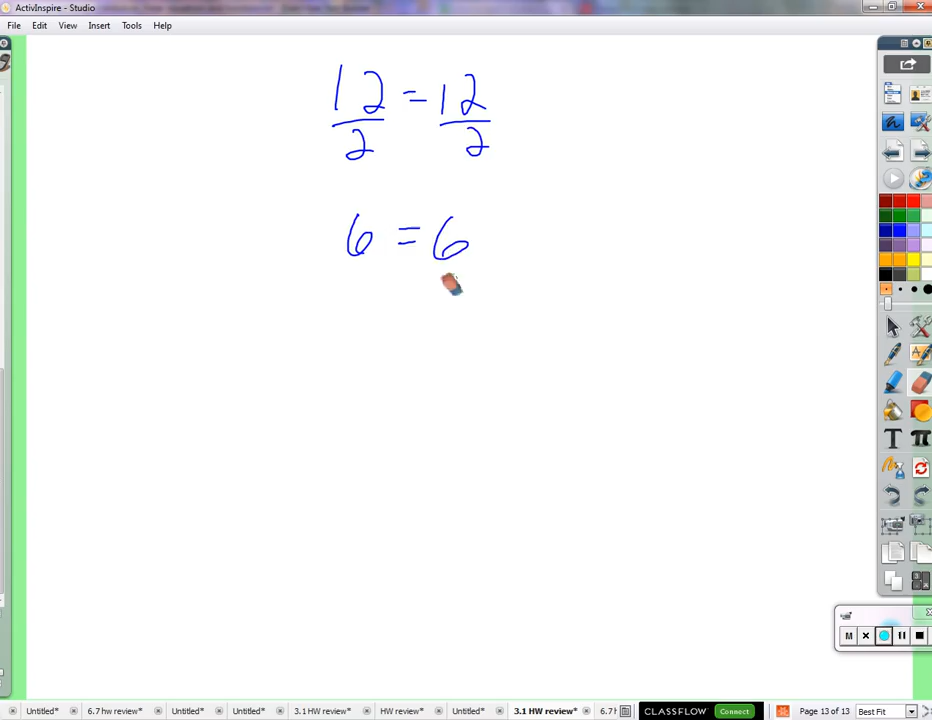 ActivInspire - Studio
File Edit View Insert Tools Help
12 = 12
2 2
6 = 6
M
Untitled* 6.7 hw review* Untitled* Untitled* 3.1 HW review* HW review* Untitled* 3.1 HW review* 6.7 CLASSFLOW Connect Page 13 of 13 Best Fit